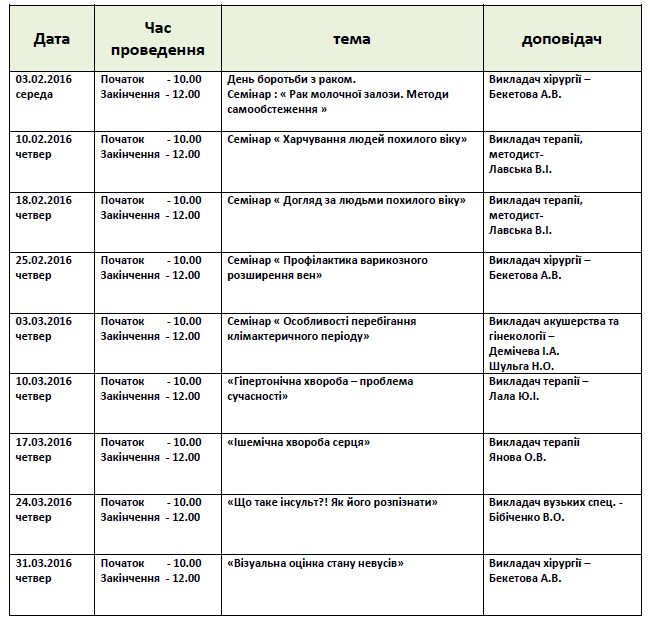 Дата
Час
проведення
тема
доповідач
03.02.2016
середа
Початок - 10.00
Закінчення - 12.00
День боротьби з раком.
Семінар : « Рак молочної залози. Методи
самообстеження »
Викладач хірургії –
Бекетова А.В.
10.02.2016
четвер
Початок - 10.00
Закінчення - 12.00
Семінар « Харчування людей похилого віку»
Викладач терапії,
методист-
Лавська В.І.
18.02.2016
четвер
Початок - 10.00
Закінчення - 12.00
Семінар « Догляд за людьми похилого віку»
Викладач терапії,
методист-
Лавська В.І.
25.02.2016
четвер
Початок - 10.00
Закінчення - 12.00
Семінар « Профілактика варикозного
розширення вен»
Викладач хірургії –
Бекетова А.В.
03.03.2016
четвер
Початок - 10.00
Закінчення - 12.00
Семінар « Особливості перебігання
клімактеричного періоду»
Викладач акушерства та
гінекології –
Демічева І.А.
Шульга Н.О.
10.03.2016
четвер
Початок - 10.00
Закінчення - 12.00
«Гіпертонічна хвороба – проблема
сучасності»
Викладач терапії –
Лала Ю.І.
17.03.2016
четвер
Початок - 10.00
Закінчення - 12.00
«Ішемічна хвороба серця»
Викладач терапії
Янова О.В.
24.03.2016
четвер
Початок - 10.00
Закінчення - 12.00
«Що таке інсульт?! Як його розпізнати»
Викладач вузьких спец. -
Бібіченко В.О.
31.03.2016
четвер
Початок - 10.00
Закінчення - 12.00
«Візуальна оцінка стану невусів»
Викладач хірургії –
Бекетова А.В.